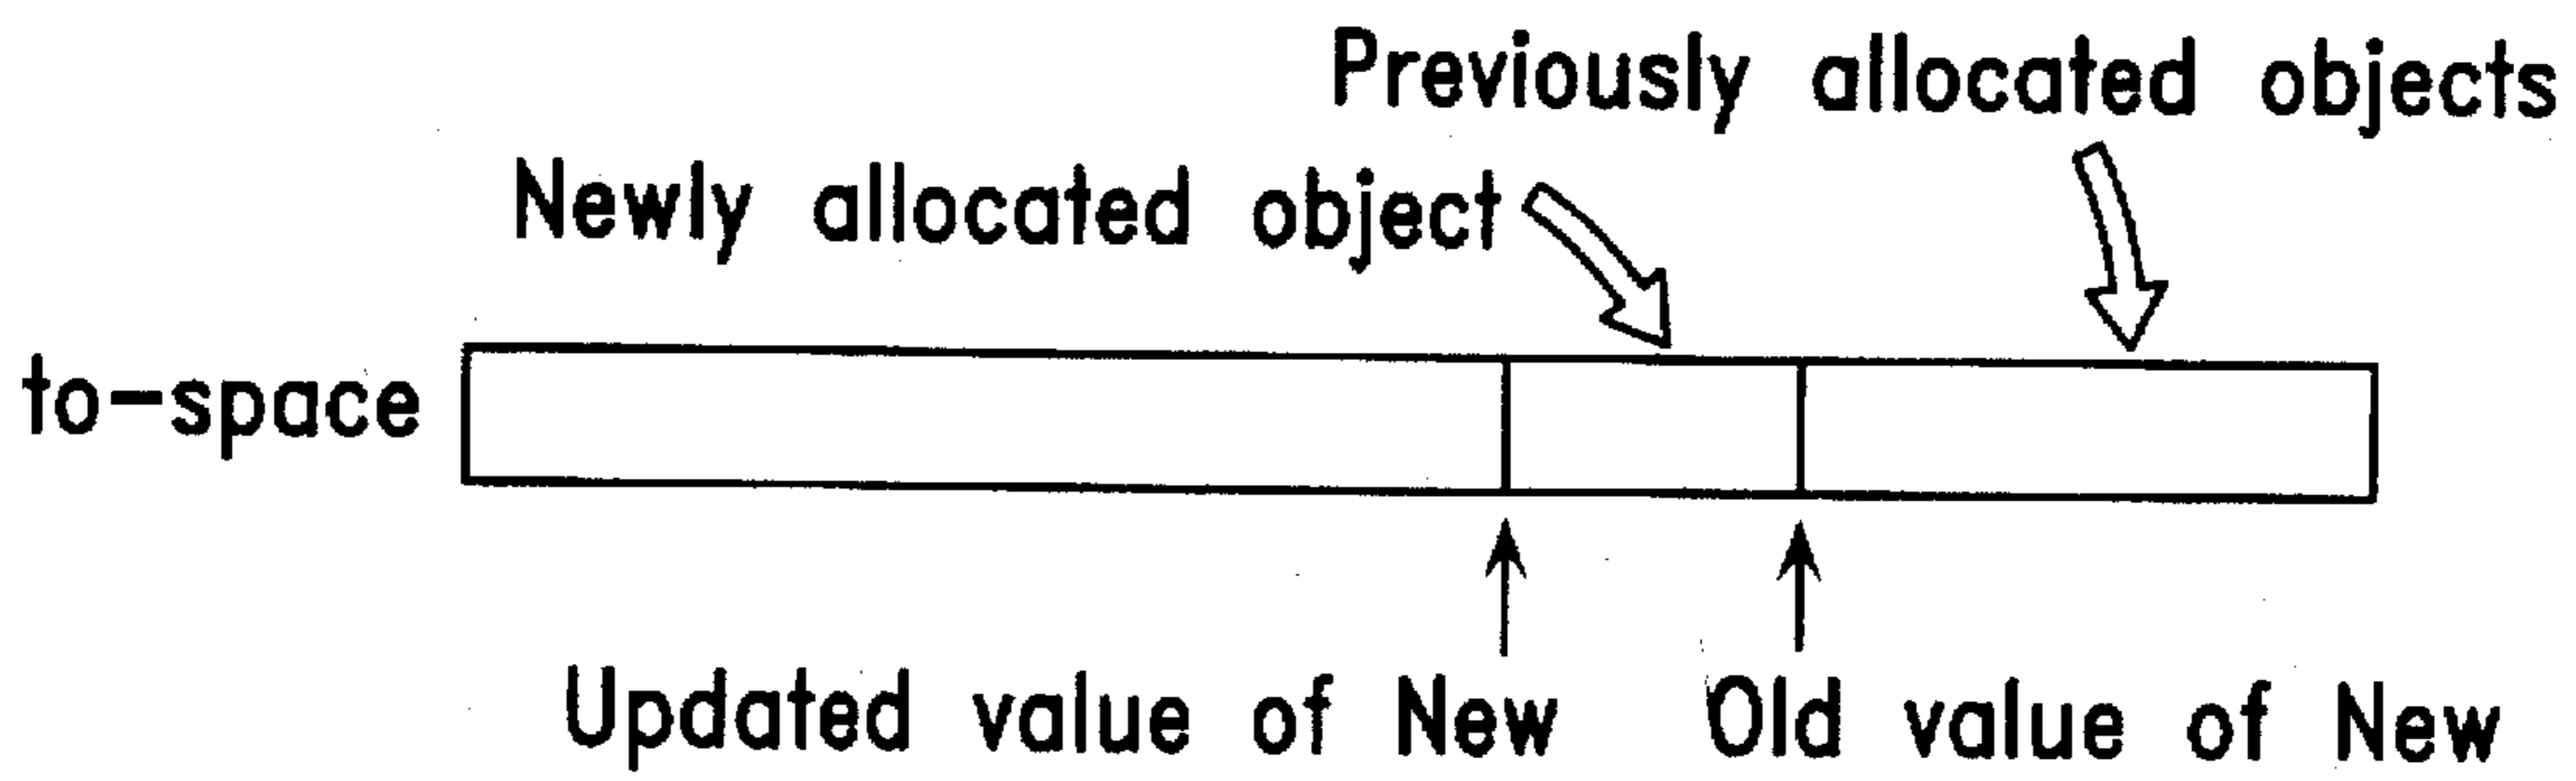 Previously allocated objects
Newly allocated object
to-space
Updated value of New
Old value of New